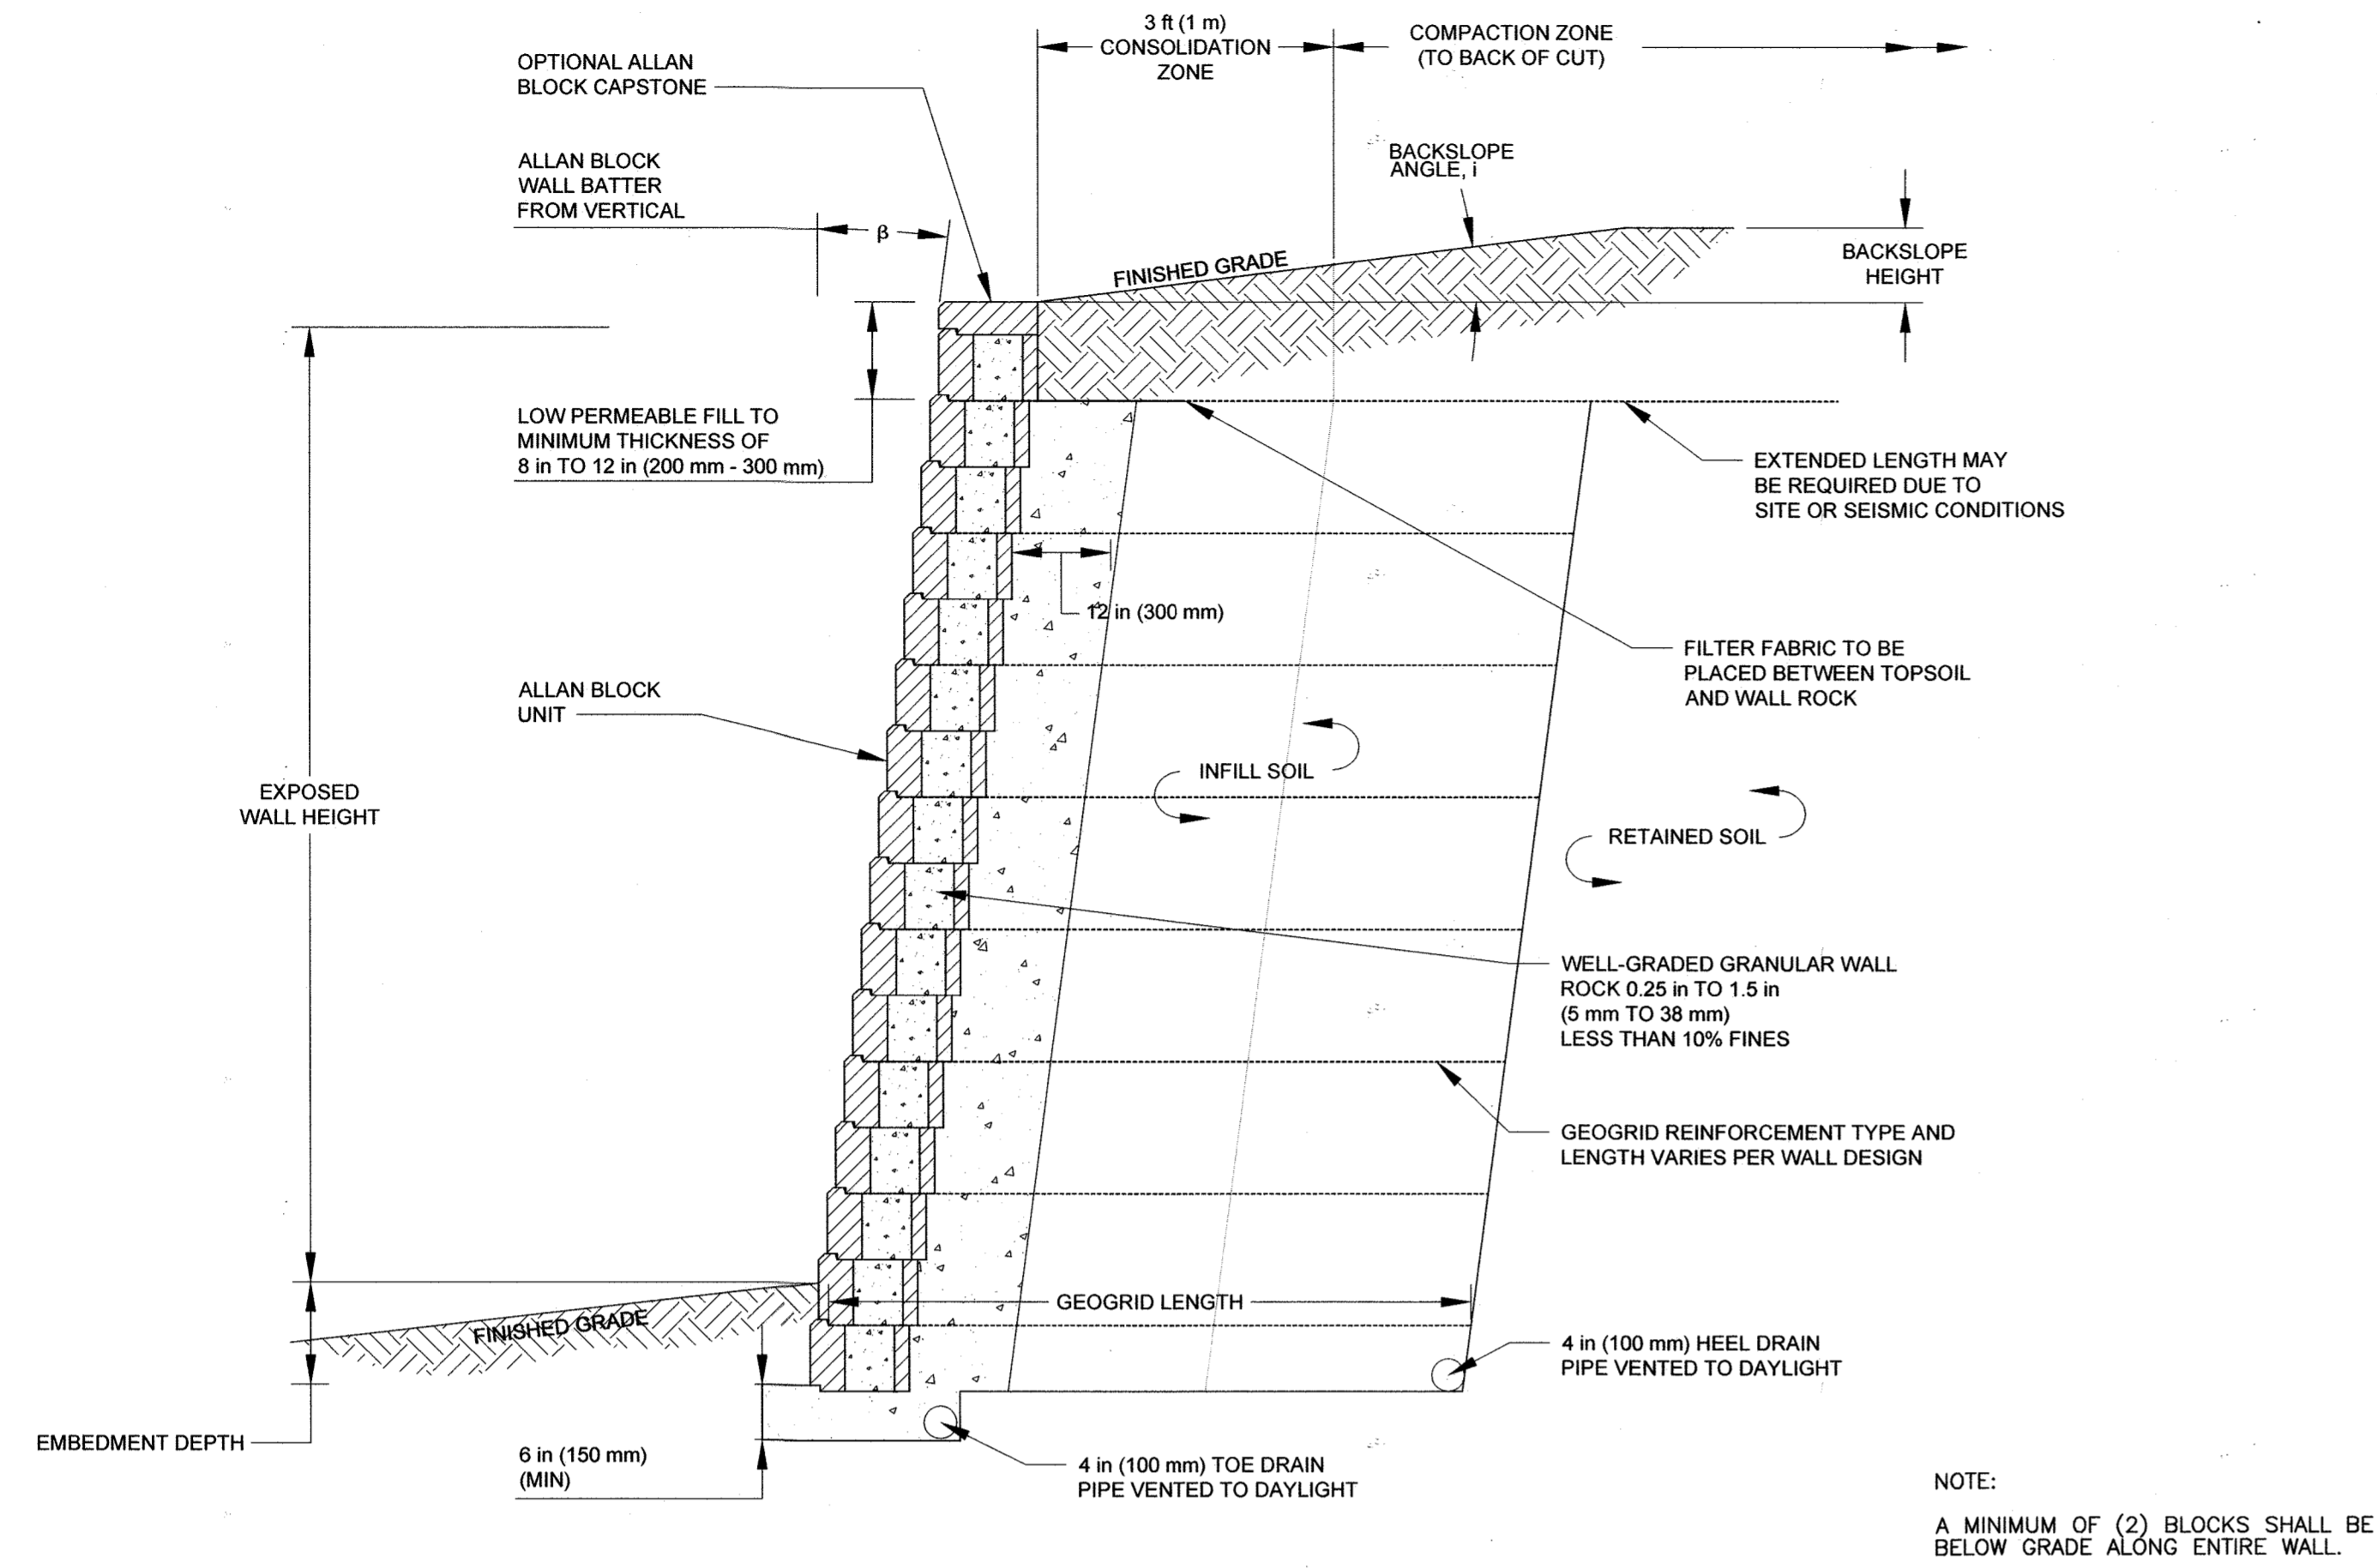 3 ft (1 m)
CONSOLIDATION
ZONE
COMPACTION ZONE
(TO BACK OF CUT)
OPTIONAL ALLAN
BLOCK CAPSTONE
ALLAN BLOCK
WALL BATTER
FROM VERTICAL
β
BACKSLOPE
ANGLE, i
FINISHED GRADE
BACKSLOPE
HEIGHT
LOW PERMEABLE FILL TO
MINIMUM THICKNESS OF
8 in TO 12 in (200 mm - 300 mm)
EXTENDED LENGTH MAY
BE REQUIRED DUE TO
SITE OR SEISMIC CONDITIONS
12 in (300 mm)
FILTER FABRIC TO BE
PLACED BETWEEN TOPSOIL
AND WALL ROCK
ALLAN BLOCK
UNIT
EXPOSED
WALL HEIGHT
INFILL SOIL
RETAINED SOIL
WELL-GRADED GRANULAR WALL
ROCK 0.25 in TO 1.5 in
(5 mm TO 38 mm)
LESS THAN 10% FINES
GEOGRID REINFORCEMENT TYPE AND
LENGTH VARIES PER WALL DESIGN
GEOGRID LENGTH
FINISHED GRADE
4 in (100 mm) HEEL DRAIN
PIPE VENTED TO DAYLIGHT
EMBEDMENT DEPTH
6 in (150 mm)
(MIN)
4 in (100 mm) TOE DRAIN
PIPE VENTED TO DAYLIGHT
NOTE:
A MINIMUM OF (2) BLOCKS SHALL BE
BELOW GRADE ALONG ENTIRE WALL.